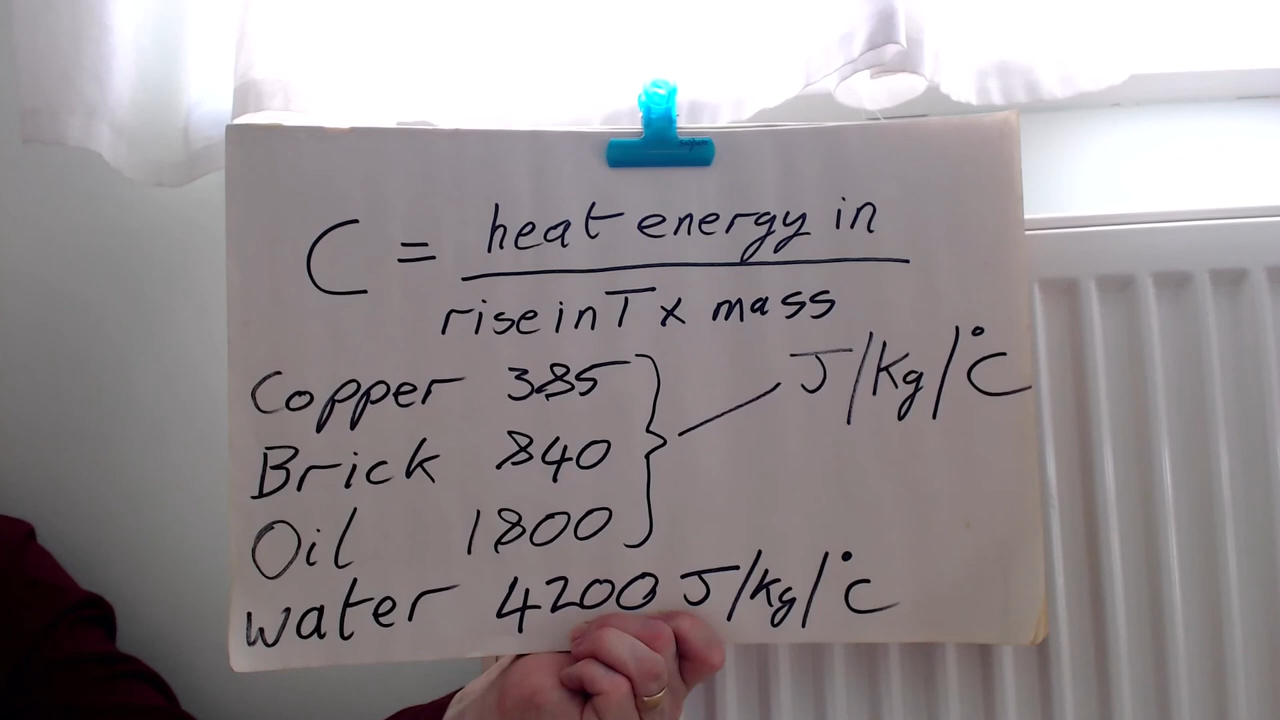 C = heat energy in
rise in T x mass
Copper 385
J/Kg/°C
Brick 840
Oil 1800
water 4200 J/kg/°C